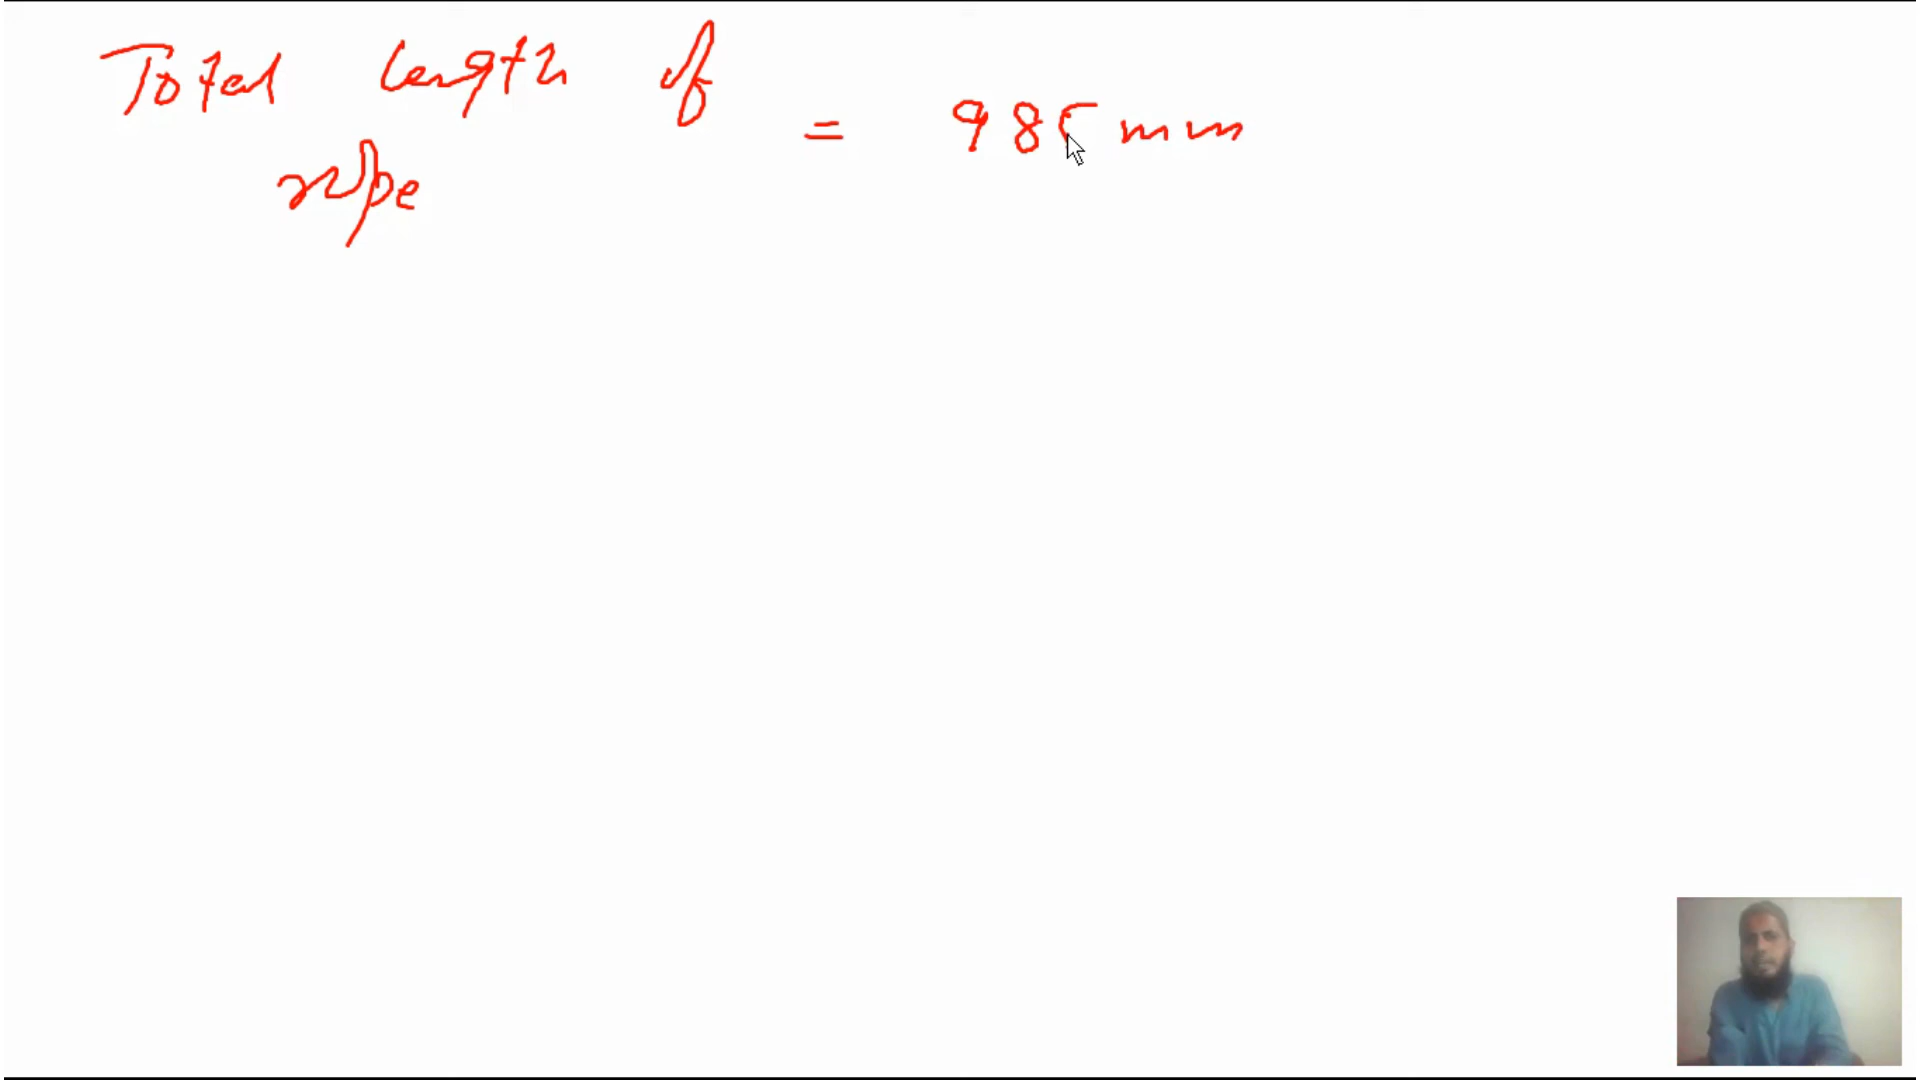 Total length of
rope
= 985 mm